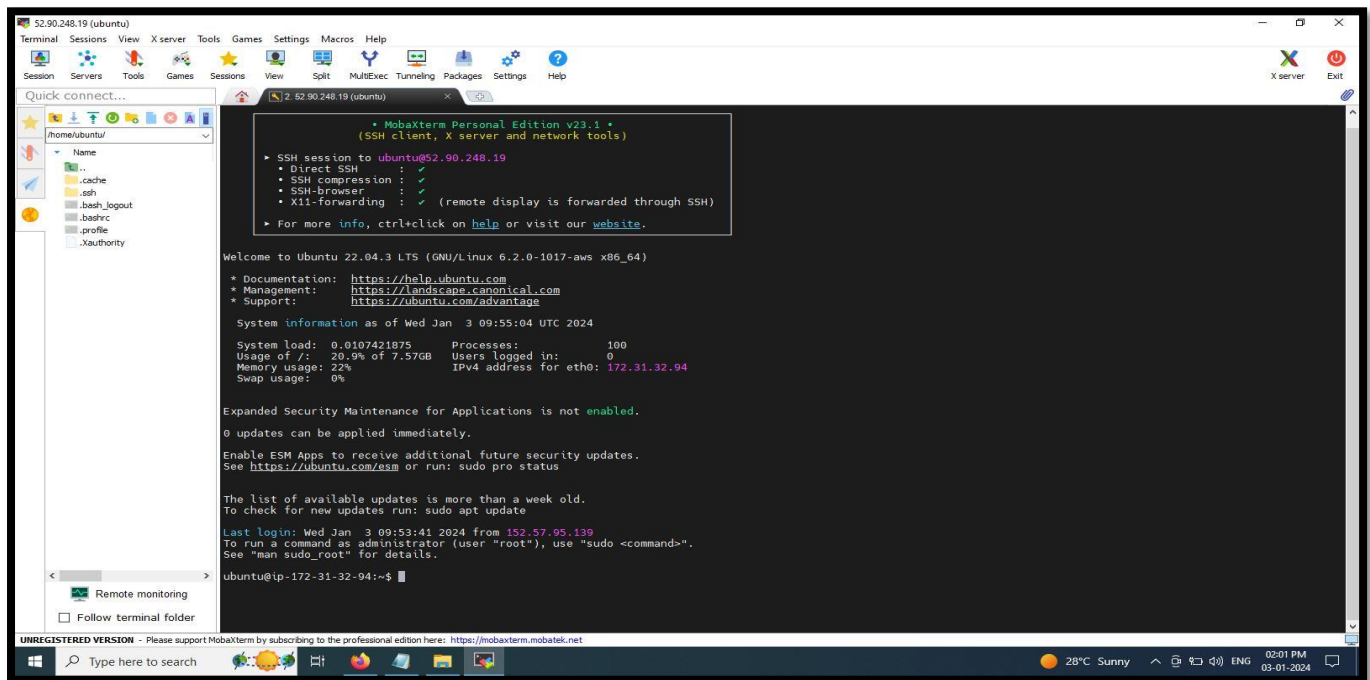 52.90.248.19 (ubuntu)
Terminal Sessions View X server Tools Games Settings Macros Help
Session Servers Tools Games Sessions View Split MultiExec Tunneling Packages Settings Help X server Exit
Quick connect...
2. 52.90.248.19 (ubuntu)
/home/ubuntu/
Name
..
.cache
.ssh
.bash_logout
.bashrc
.profile
.Xauthority
Remote monitoring
Follow terminal folder
• MobaXterm Personal Edition v23.1 •
(SSH client, X server and network tools)
► SSH session to ubuntu@52.90.248.19
• Direct SSH : ✔
• SSH compression : ✔
• SSH-browser : ✔
• X11-forwarding : ✔ (remote display is forwarded through SSH)
► For more info, ctrl+click on help or visit our website.
Welcome to Ubuntu 22.04.3 LTS (GNU/Linux 6.2.0-1017-aws x86_64)
* Documentation: https://help.ubuntu.com
* Management: https://landscape.canonical.com
* Support: https://ubuntu.com/advantage
System information as of Wed Jan 3 09:55:04 UTC 2024
System load: 0.0107421875 Processes: 100
Usage of /: 20.9% of 7.57GB Users logged in: 0
Memory usage: 22% IPv4 address for eth0: 172.31.32.94
Swap usage: 0%
Expanded Security Maintenance for Applications is not enabled.
0 updates can be applied immediately.
Enable ESM Apps to receive additional future security updates.
See https://ubuntu.com/esm or run: sudo pro status
The list of available updates is more than a week old.
To check for new updates run: sudo apt update
Last login: Wed Jan 3 09:53:41 2024 from 152.57.95.139
To run a command as administrator (user "root"), use "sudo <command>".
See "man sudo_root" for details.
ubuntu@ip-172-31-32-94:~$
UNREGISTERED VERSION - Please support MobaXterm by subscribing to the professional edition here: https://mobaxterm.mobatek.net
Type here to search
28°C Sunny
ENG
02:01 PM
03-01-2024